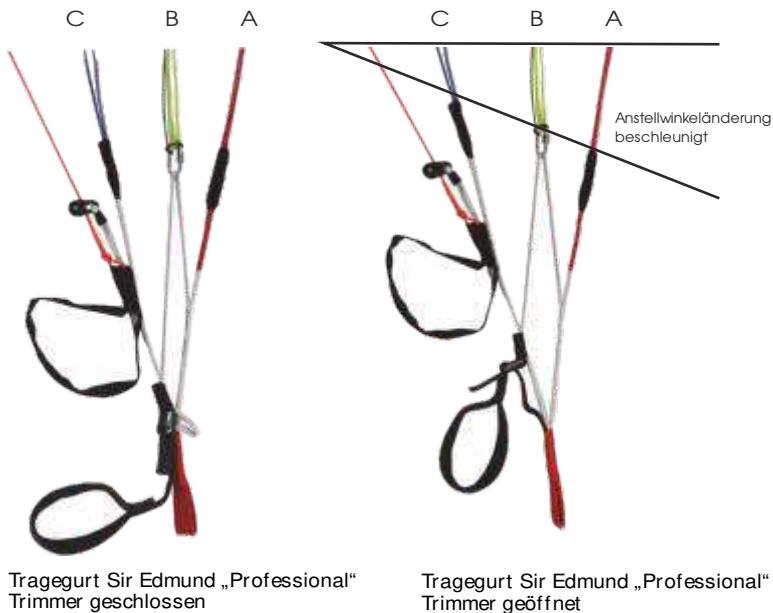 C B A
C B A
Anstellwinkeländerung
beschleunigt
Tragegurt Sir Edmund „Professional“
Trimmer geschlossen
Tragegurt Sir Edmund „Professional“
Trimmer geöffnet